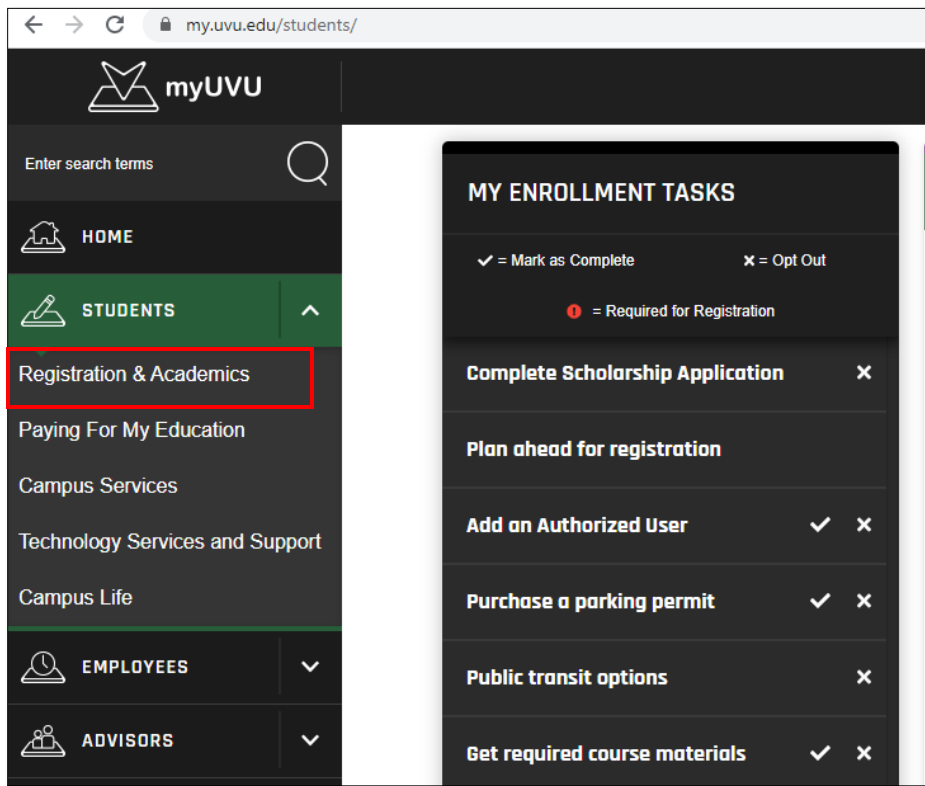 my.uvu.edu/students/
myUVU
Enter search terms
HOME
STUDENTS
Registration & Academics
Paying For My Education
Campus Services
Technology Services and Support
Campus Life
EMPLOYEES
ADVISORS
MY ENROLLMENT TASKS
= Mark as Complete
= Opt Out
= Required for Registration
Complete Scholarship Application
Plan ahead for registration
Add an Authorized User
Purchase a parking permit
Public transit options
Get required course materials